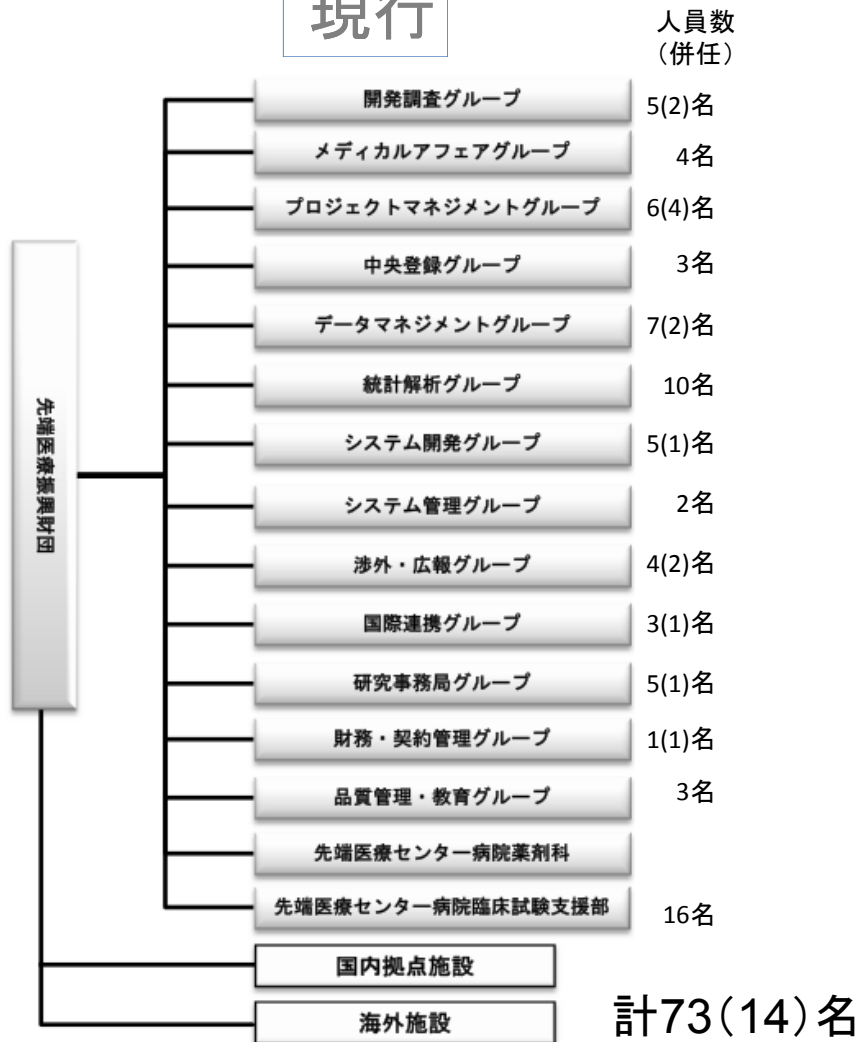 現行
人員数
（併任）
開発調査グループ 5(2)名
メディカルアフェアグループ 4名
プロジェクトマネジメントグループ 6(4)名
中央登録グループ 3名
データマネジメントグループ 7(2)名
統計解析グループ 10名
システム開発グループ 5(1)名
システム管理グループ 2名
渉外・広報グループ 4(2)名
国際連携グループ 3(1)名
研究事務局グループ 5(1)名
財務・契約管理グループ 1(1)名
品質管理・教育グループ 3名
先端医療センター病院薬剤科
先端医療センター病院臨床試験支援部 16名
先端医療振興財団
国内拠点施設
海外施設
計73（14）名